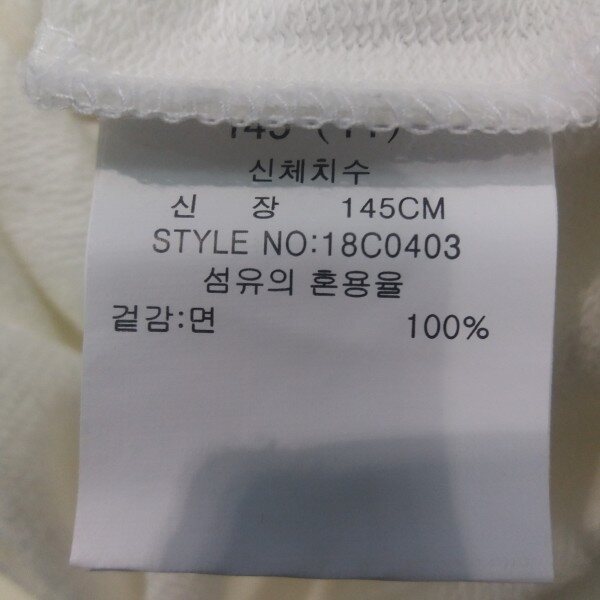 신체치수
신 장 145CM
STYLE NO:18C0403
섬유의 혼용율
겉감:면 100%